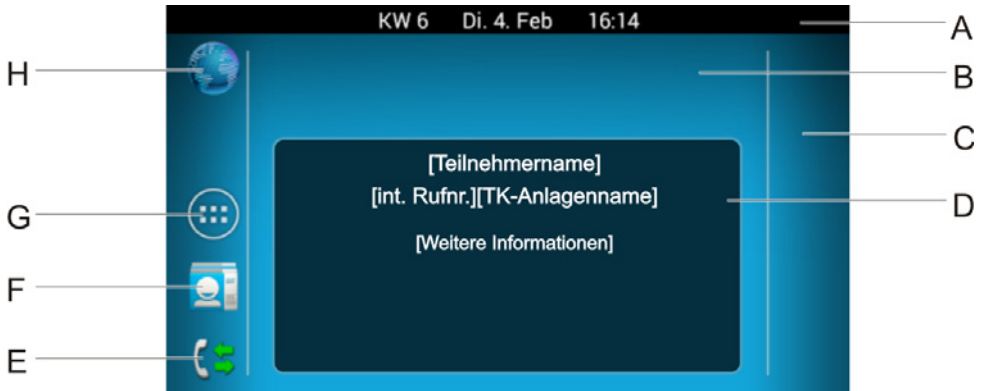 KW 6 Di. 4. Feb 16:14
A
H
B
C
[Teilnehmername]
[int. Rufnr.][TK-Anlagenname]
D
G
[Weitere Informationen]
F
E